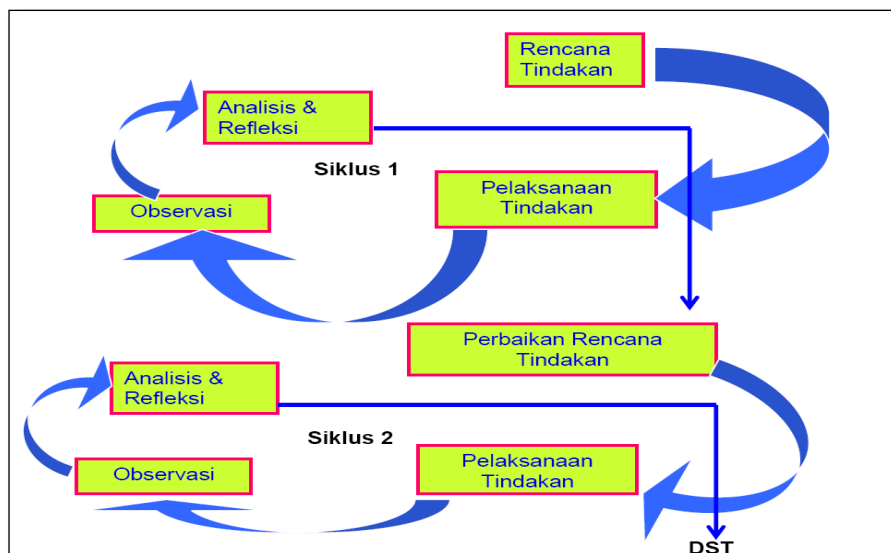 Rencana
Tindakan
Analisis &
Refleksi
Siklus 1
Pelaksanaan
Tindakan
Observasi
Perbaikan Rencana
Tindakan
Analisis &
Refleksi
Siklus 2
Pelaksanaan
Tindakan
Observasi
DST